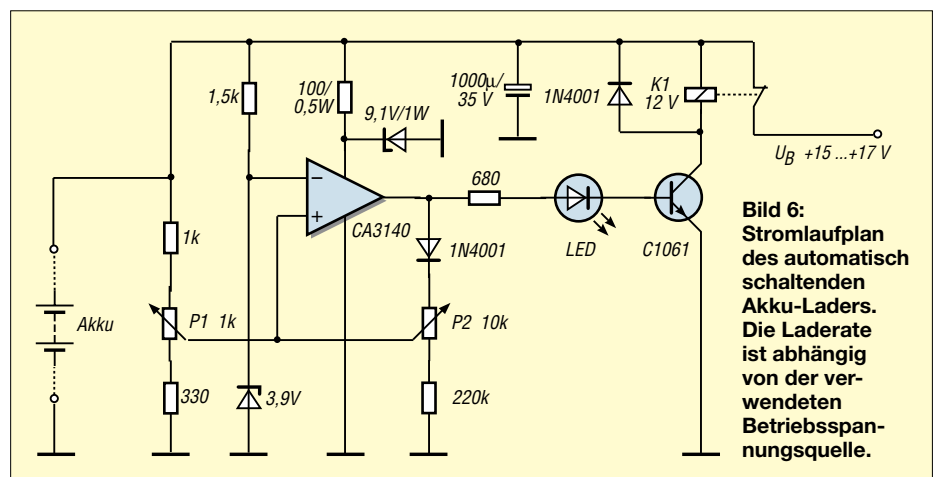 1,5k
100/
0,5W
9,1V/1W
1000µ/
35 V
1N4001
K1
12 V
U_B +15 ...+17 V
680
−
+
CA3140
1N4001
LED
C1061
1k
Akku
P1 1k
P2 10k
330
3,9V
220k
Bild 6:
Stromlaufplan
des automatisch
schaltenden
Akku-Laders.
Die Laderate
ist abhängig
von der ver-
wendeten
Betriebsspan-
nungsquelle.